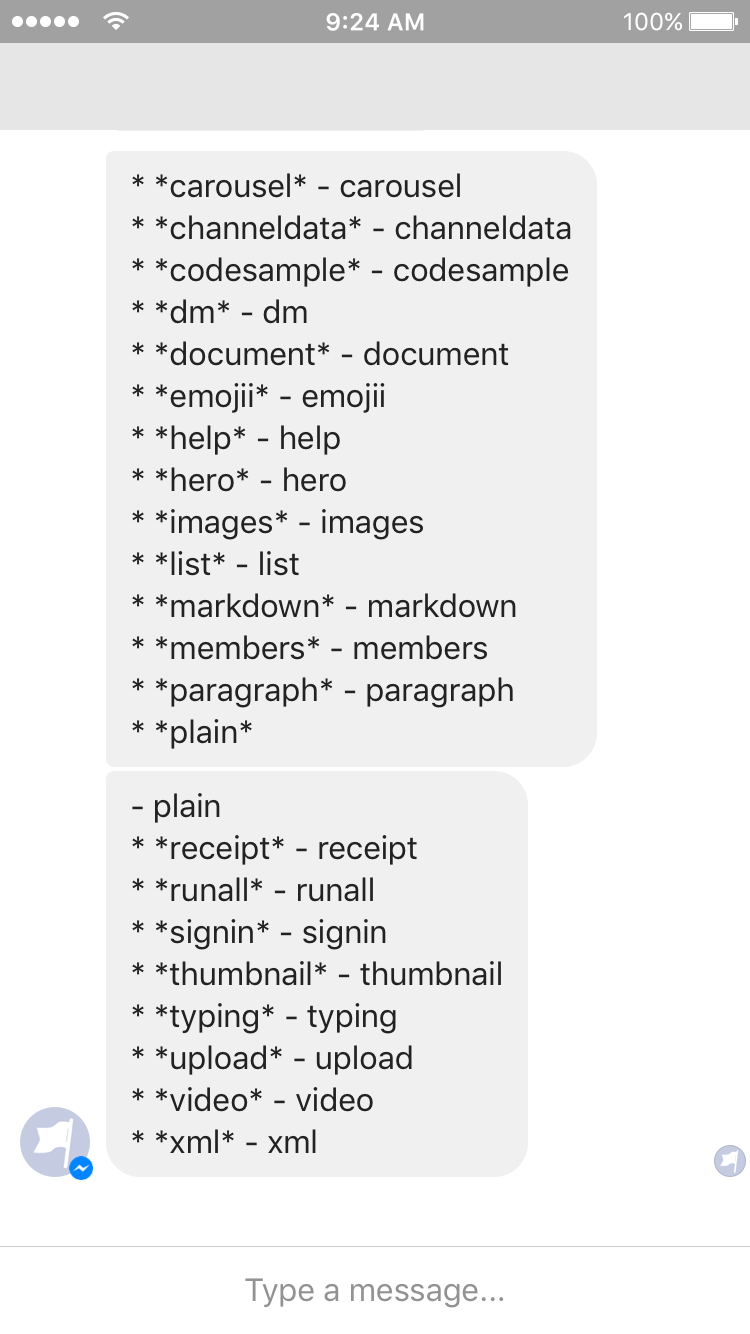 9:24 AM
100%
* *carousel* - carousel
* *channeldata* - channeldata
* *codesample* - codesample
* *dm* - dm
* *document* - document
* *emojii* - emojii
* *help* - help
* *hero* - hero
* *images* - images
* *list* - list
* *markdown* - markdown
* *members* - members
* *paragraph* - paragraph
* *plain*
- plain
* *receipt* - receipt
* *runall* - runall
* *signin* - signin
* *thumbnail* - thumbnail
* *typing* - typing
* *upload* - upload
* *video* - video
* *xml* - xml
Type a message...